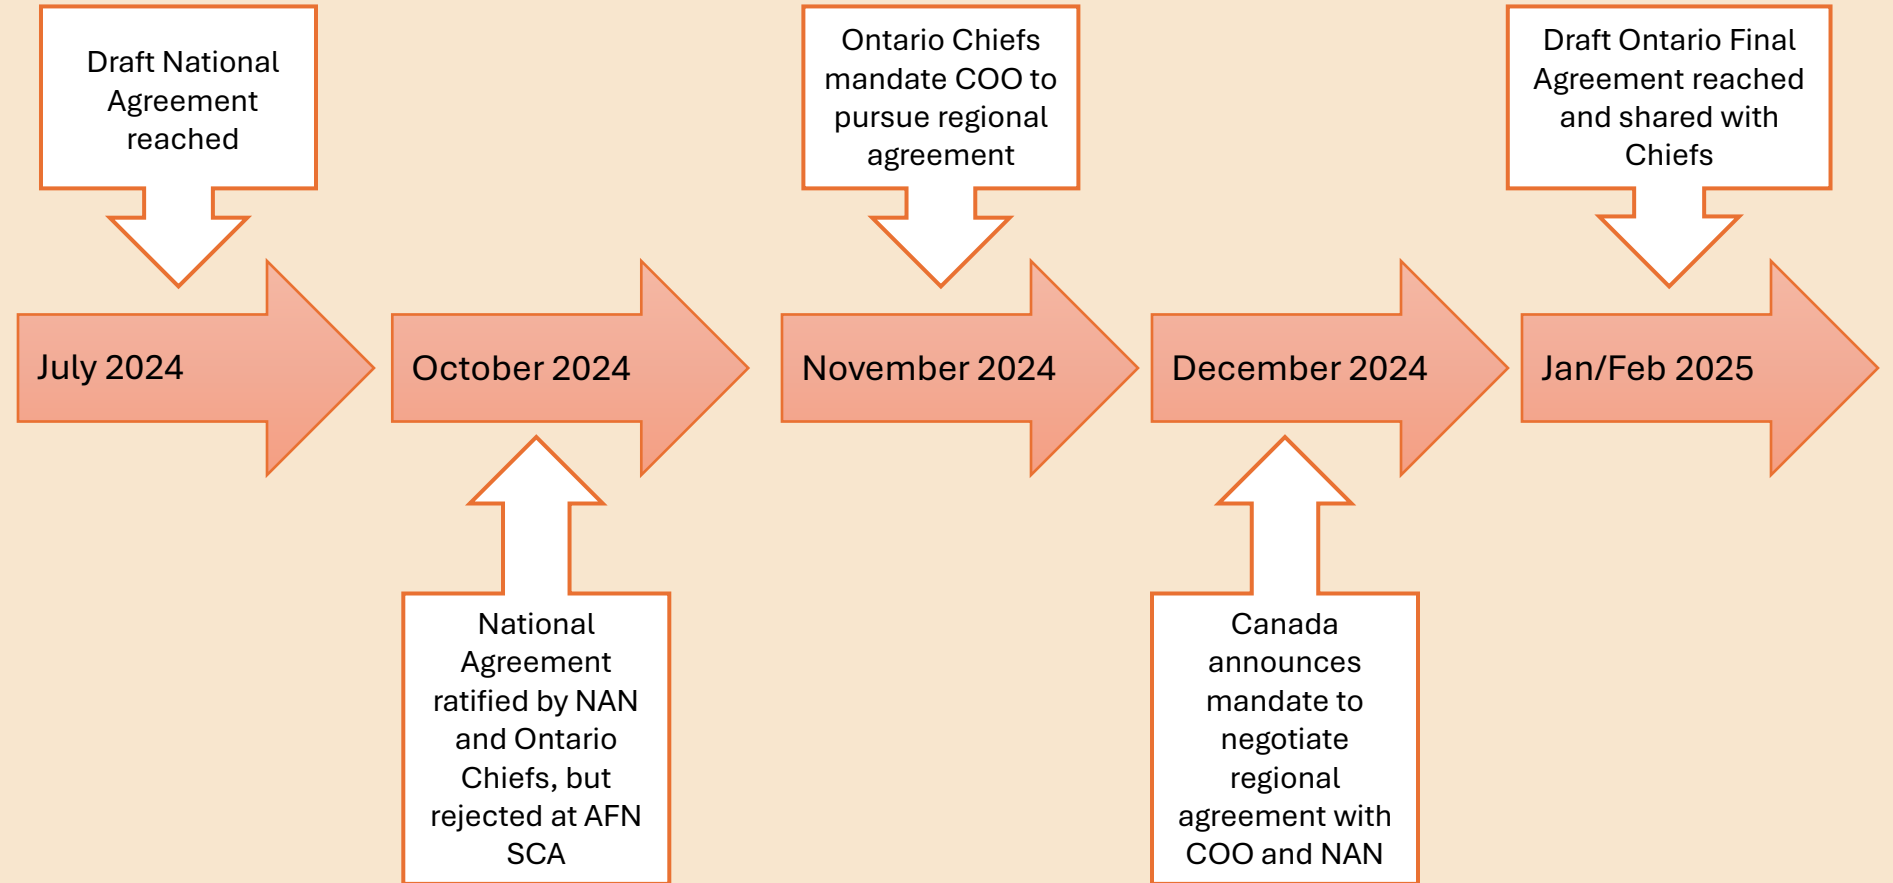 Draft National
Agreement
reached
Ontario Chiefs
mandate COO to
pursue regional
agreement
Draft Ontario Final
Agreement reached
and shared with
Chiefs
July 2024
October 2024
November 2024
December 2024
Jan/Feb 2025
National
Agreement
ratified by NAN
and Ontario
Chiefs, but
rejected at AFN
SCA
Canada
announces
mandate to
negotiate
regional
agreement with
COO and NAN